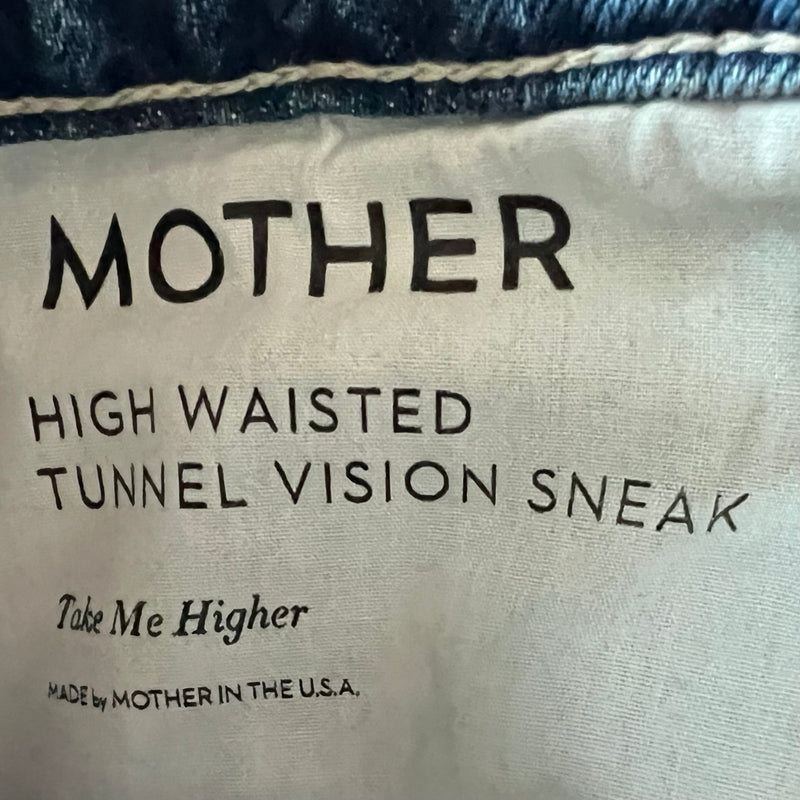 MOTHER
HIGH WAISTED
TUNNEL VISION SNEAK
Take Me Higher
MADE by MOTHER IN THE U.S.A.